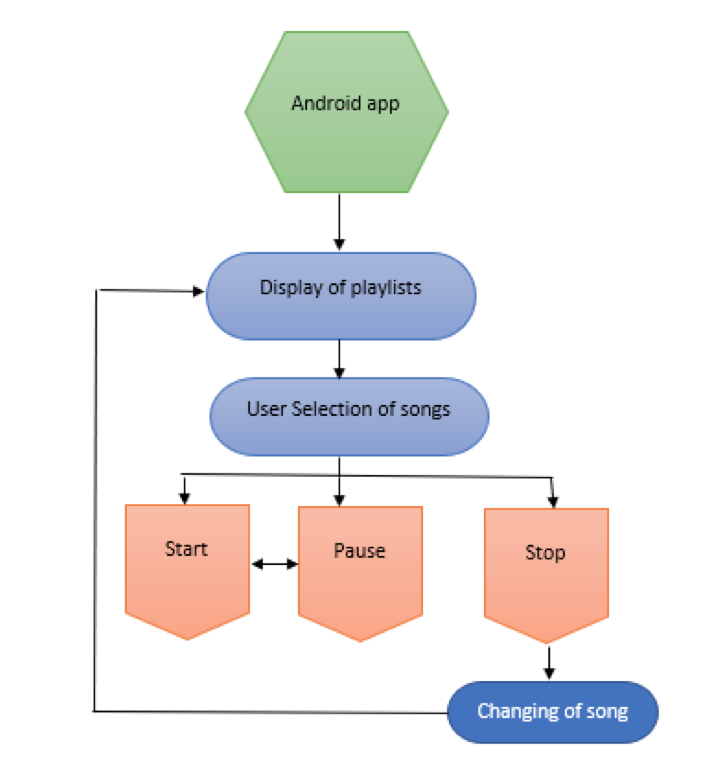 Android app
Display of playlists
User Selection of songs
Start
Pause
Stop
Changing of song